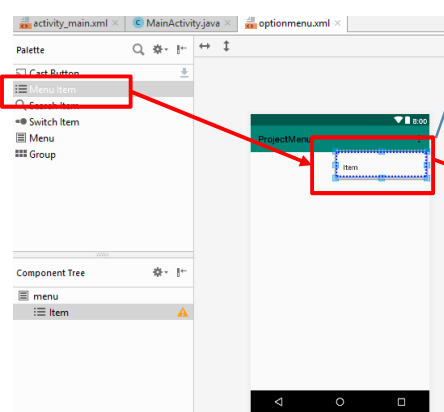 activity_main.xml
MainActivity.java
optionmenu.xml
Palette
Cast Button
Menu Item
Search Item
Switch Item
Menu
Group
8:00
ProjectMenu
Item
Component Tree
menu
Item